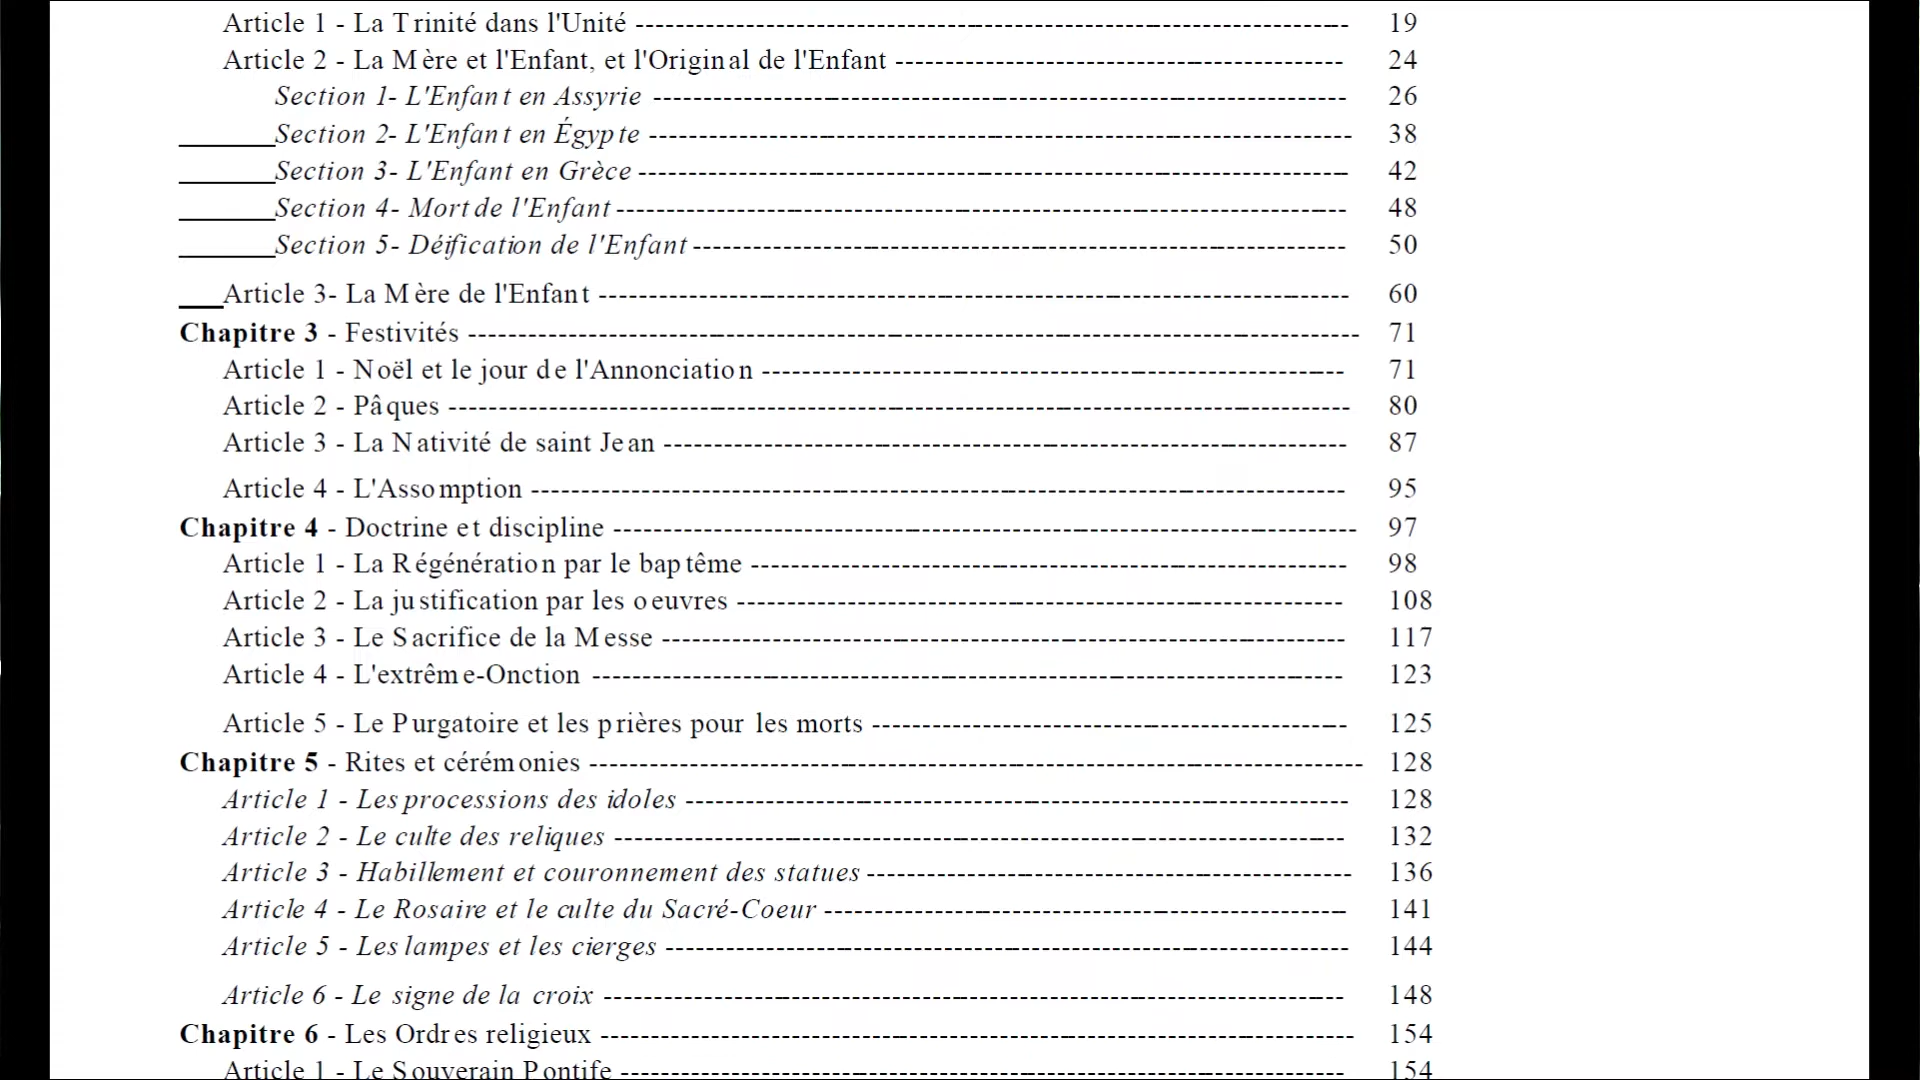 Article 1 - La Trinité dans l'Unité ---------------------------------------------------------------------- 19
Article 2 - La Mère et l'Enfant, et l'Original de l'Enfant -------------------------------------------- 24
Section 1- L'Enfant en Assyrie -------------------------------------------------------------------- 26
_______Section 2- L'Enfant en Égypte --------------------------------------------------------------------- 38
_______Section 3- L'Enfant en Grèce ---------------------------------------------------------------------- 42
_______Section 4- Mort de l'Enfant ------------------------------------------------------------------------ 48
_______Section 5- Déification de l'Enfant ---------------------------------------------------------------- 50
___Article 3- La Mère de l'Enfant -------------------------------------------------------------------------- 60
Chapitre 3 - Festivités ---------------------------------------------------------------------------------------- 71
Article 1 - Noël et le jour de l'Annonciation --------------------------------------------------------- 71
Article 2 - Pâques ----------------------------------------------------------------------------------------- 80
Article 3 - La Nativité de saint Jean ------------------------------------------------------------------- 87
Article 4 - L'Assomption -------------------------------------------------------------------------------- 95
Chapitre 4 - Doctrine et discipline ------------------------------------------------------------------------- 97
Article 1 - La Régénération par le baptême ---------------------------------------------------------- 98
Article 2 - La justification par les oeuvres ----------------------------------------------------------- 108
Article 3 - Le Sacrifice de la Messe ------------------------------------------------------------------- 117
Article 4 - L'extrême-Onction -------------------------------------------------------------------------- 123
Article 5 - Le Purgatoire et les prières pour les morts ---------------------------------------------- 125
Chapitre 5 - Rites et cérémonies ---------------------------------------------------------------------------- 128
Article 1 - Les processions des idoles ----------------------------------------------------------------- 128
Article 2 - Le culte des reliques ------------------------------------------------------------------------ 132
Article 3 - Habillement et couronnement des statues ----------------------------------------------- 136
Article 4 - Le Rosaire et le culte du Sacré-Coeur --------------------------------------------------- 141
Article 5 - Les lampes et les cierges ------------------------------------------------------------------- 144
Article 6 - Le signe de la croix ------------------------------------------------------------------------- 148
Chapitre 6 - Les Ordres religieux --------------------------------------------------------------------------- 154
Article 1 - Le Souverain Pontife ----------------------------------------------------------------------- 154